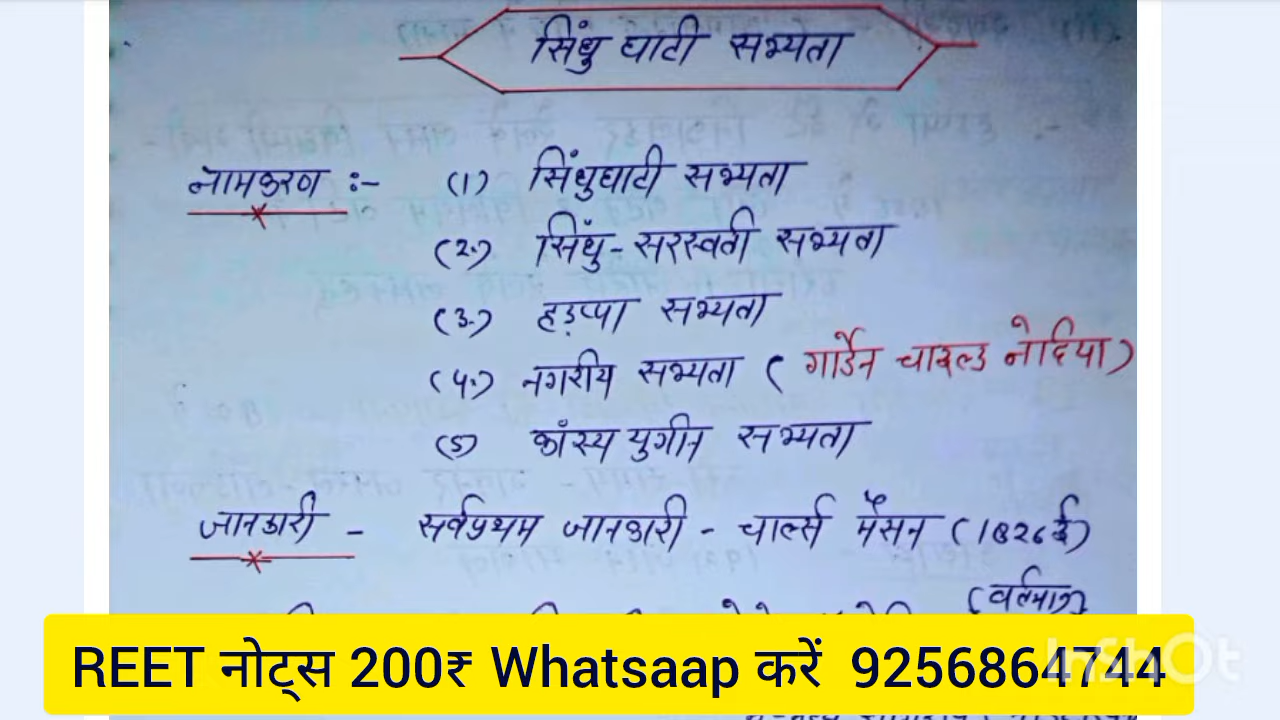 सिंधु घाटी सभ्यता
नामकरण :- (1) सिंधुघाटी सभ्यता
(2.) सिंधु-सरस्वती सभ्यता
(3.) हड़प्पा सभ्यता
(4.) नगरीय सभ्यता ( गार्डेन चाइल्ड ने दिया )
(5) कांस्य युगीन सभ्यता
जानकारी - सर्वप्रथम जानकारी - चार्ल्स मैसन (1826ई)
(वर्तमान)
REET नोट्स 200₹ Whatsaap करें 9256864744
InShOt